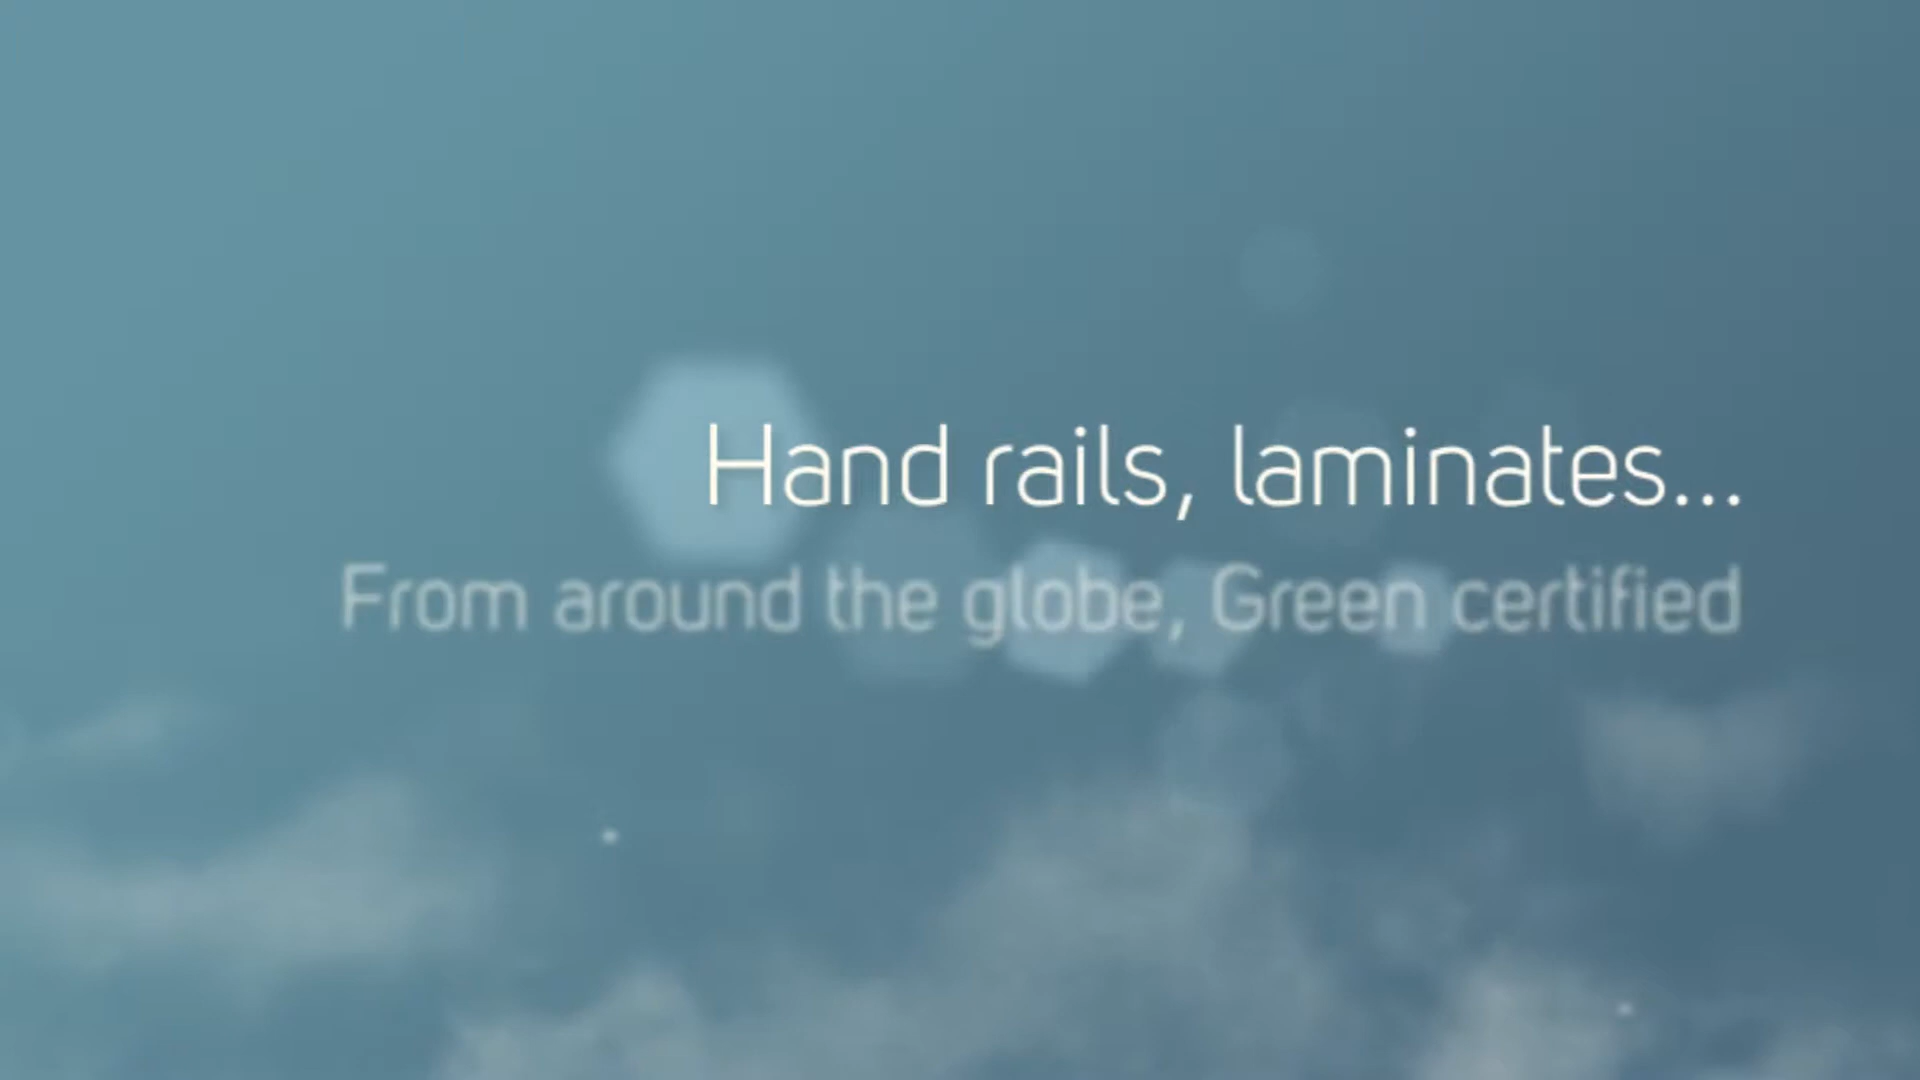 Hand rails, laminates...
From around the globe, Green certified